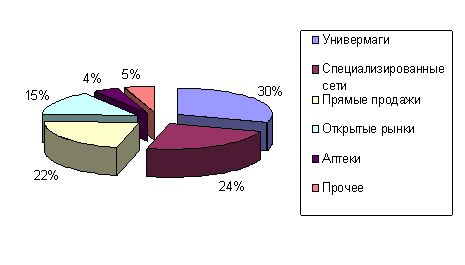 5%
4%
15%
30%
22%
24%
Универмаги
Специализированные
сети
Прямые продажи
Открытые рынки
Аптеки
Прочее